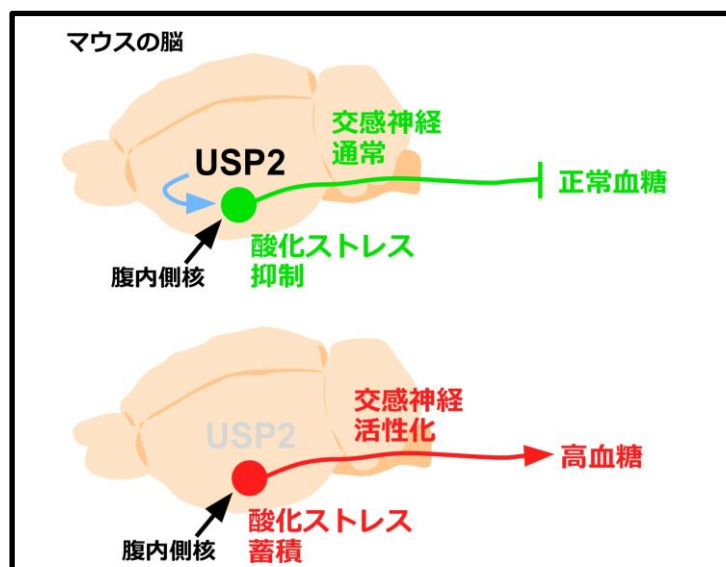 マウスの脳
交感神経
通常
USP2
正常血糖
酸化ストレス
抑制
腹内側核
交感神経
活性化
USP2
高血糖
酸化ストレス
蓄積
腹内側核